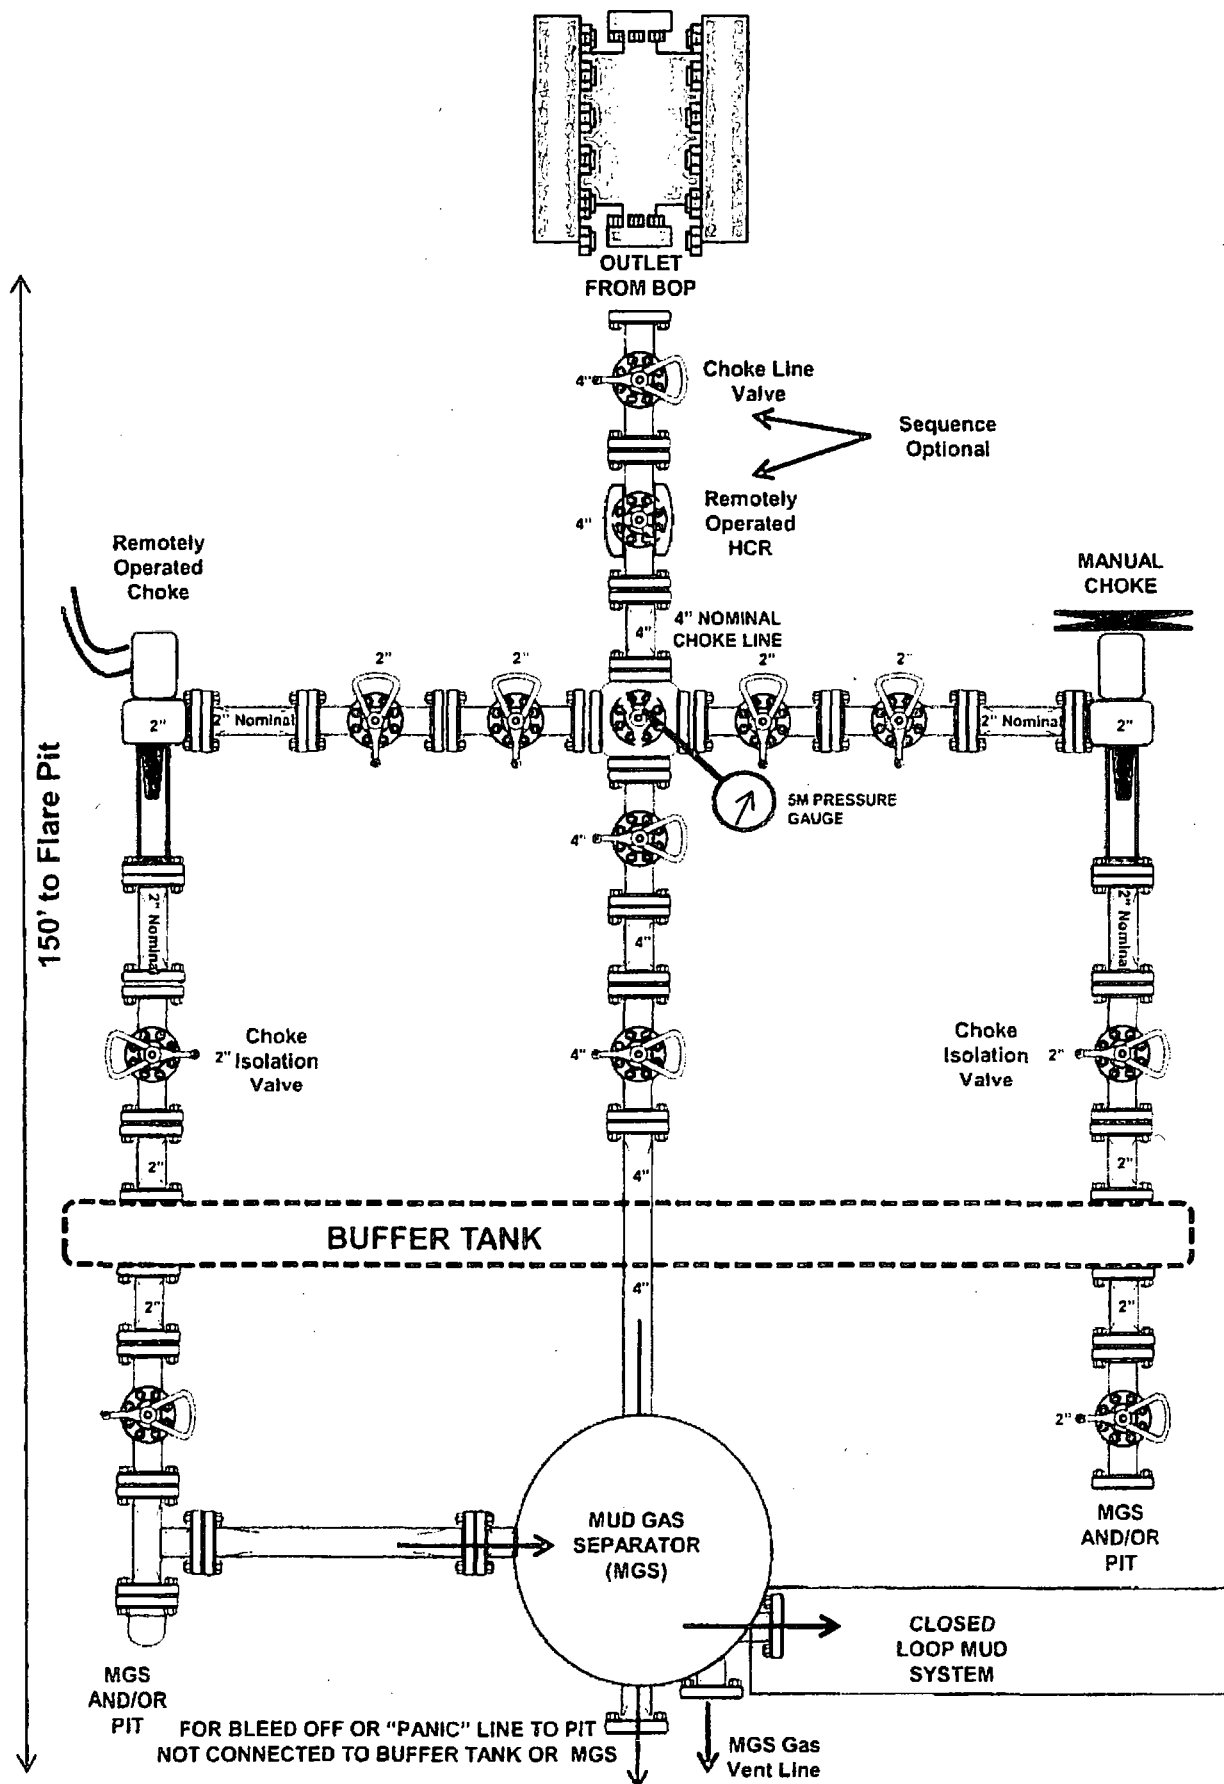 OUTLET
FROM BOP
4"
Choke Line
Valve
Sequence
Optional
4"
Remotely
Operated
HCR
Remotely
Operated
Choke
MANUAL
CHOKE
4"
4" NOMINAL
CHOKE LINE
2"
2"
2"
2"
2"
2" Nominal
2" Nominal
2"
5M PRESSURE
GAUGE
4"
150' to Flare Pit
2" Nominal
4"
2" Nominal
2"
Choke
Isolation
Valve
4"
Choke
Isolation
Valve
2"
2"
4"
2"
BUFFER TANK
2"
4"
2"
2"
MUD GAS
SEPARATOR
(MGS)
MGS
AND/OR
PIT
CLOSED
LOOP MUD
SYSTEM
MGS
AND/OR
PIT
FOR BLEED OFF OR "PANIC" LINE TO PIT
NOT CONNECTED TO BUFFER TANK OR MGS
MGS Gas
Vent Line